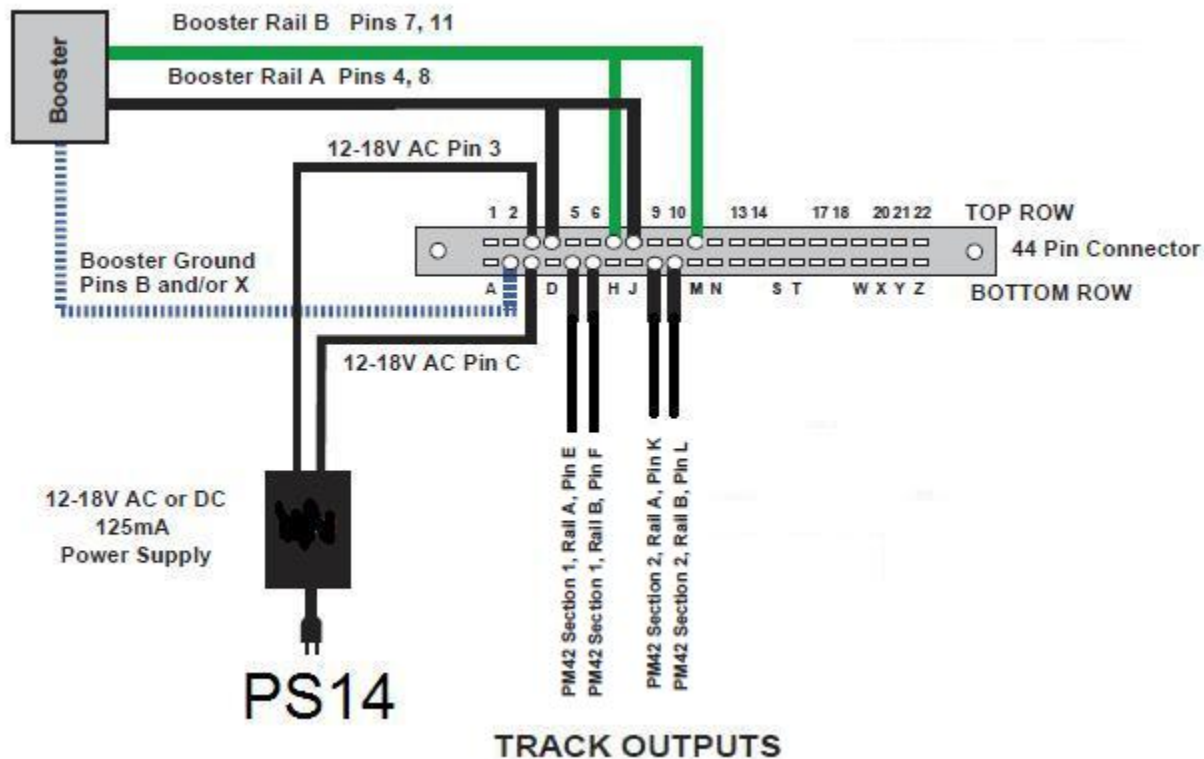 Booster Rail B Pins 7, 11
Booster
Booster Rail A Pins 4, 8
12-18V AC Pin 3
1 2 5 6 9 10 13 14 17 18 20 21 22 TOP ROW
44 Pin Connector
Booster Ground
Pins B and/or X
A D H J M N S T W X Y Z BOTTOM ROW
12-18V AC Pin C
12-18V AC or DC
125mA
Power Supply
PM42 Section 1, Rail A, Pin E
PM42 Section 1, Rail B, Pin F
PM42 Section 2, Rail A, Pin K
PM42 Section 2, Rail B, Pin L
PS14
TRACK OUTPUTS